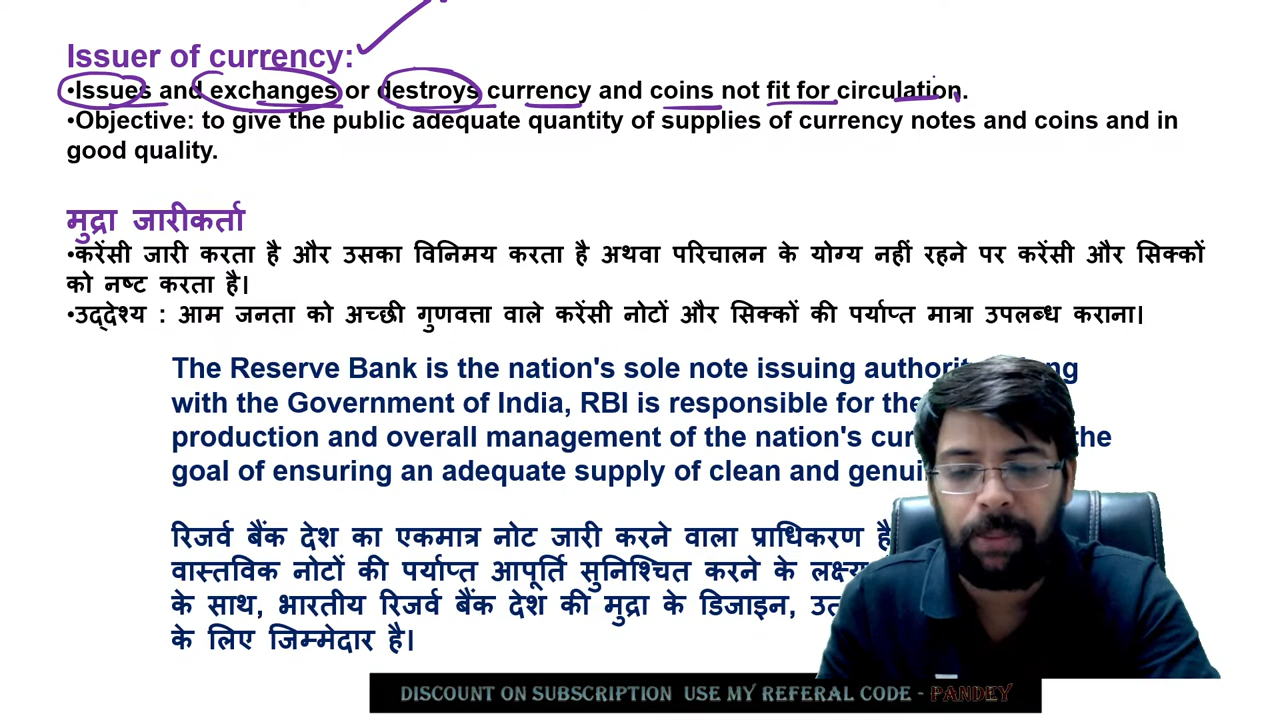 Issuer of currency:
•Issues and exchanges or destroys currency and coins not fit for circulation.
•Objective: to give the public adequate quantity of supplies of currency notes and coins and in
good quality.
मुद्रा जारीकर्ता
•करेंसी जारी करता है और उसका विनिमय करता है अथवा परिचालन के योग्य नहीं रहने पर करेंसी और सिक्कों
को नष्ट करता है।
•उद्देश्य : आम जनता को अच्छी गुणवत्ता वाले करेंसी नोटों और सिक्कों की पर्याप्त मात्रा उपलब्ध कराना।
The Reserve Bank is the nation's sole note issuing
with the Government of India, RBI is responsible for the
production and overall management of the nation's the
goal of ensuring an adequate supply of clean and
रिजर्व बैंक देश का एकमात्र नोट जारी करने वाला प्राधिकरण
वास्तविक नोटों की पर्याप्त आपूर्ति सुनिश्चित करने के
के साथ, भारतीय रिजर्व बैंक देश की मुद्रा के डिजाइन,
के लिए जिम्मेदार है।
DISCOUNT ON SUBSCRIPTION USE MY REFERAL CODE - PANDEY